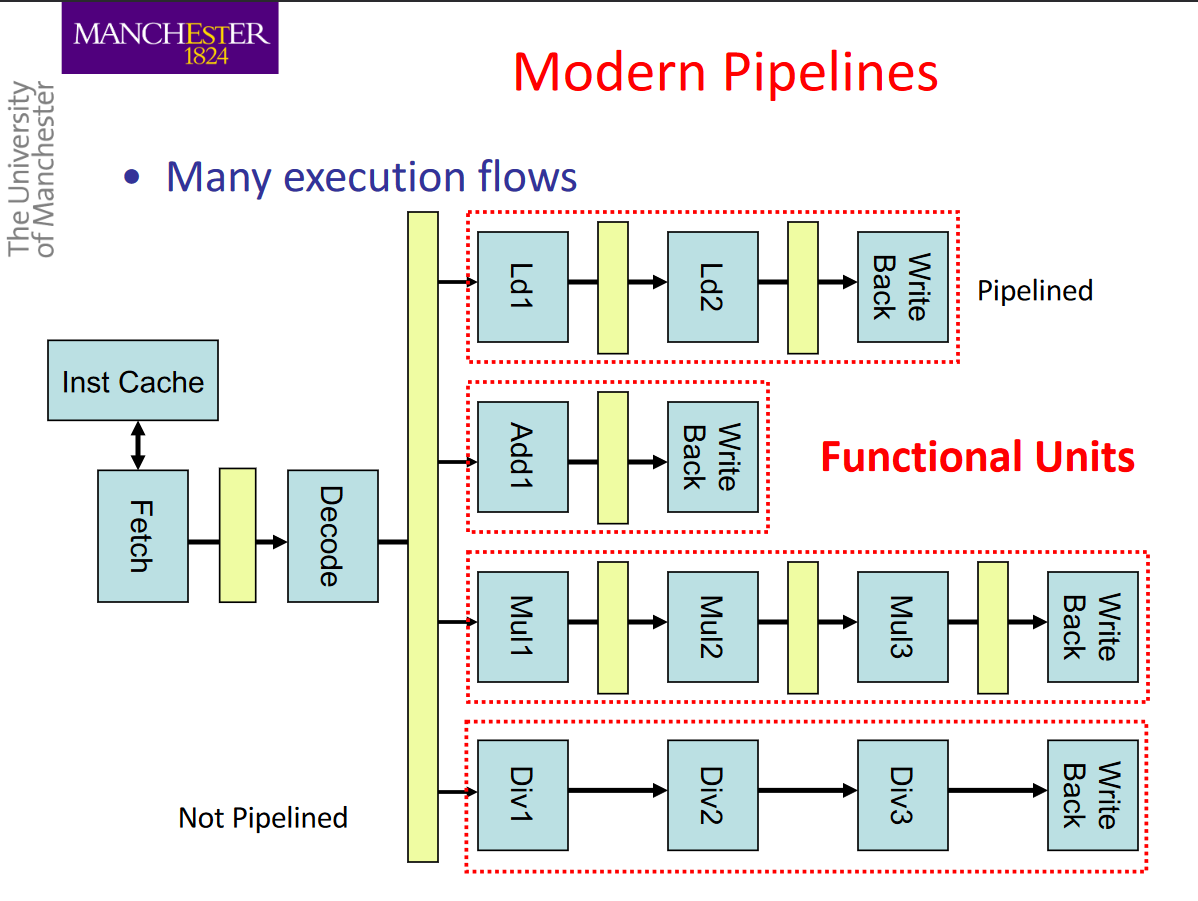 MANCHESTER
1824
The University
of Manchester
Modern Pipelines
• Many execution flows
Ld1
Ld2
Write
Back
Pipelined
Inst Cache
Add1
Write
Back
Functional Units
Fetch
Decode
Mul1
Mul2
Mul3
Write
Back
Not Pipelined
Div1
Div2
Div3
Write
Back